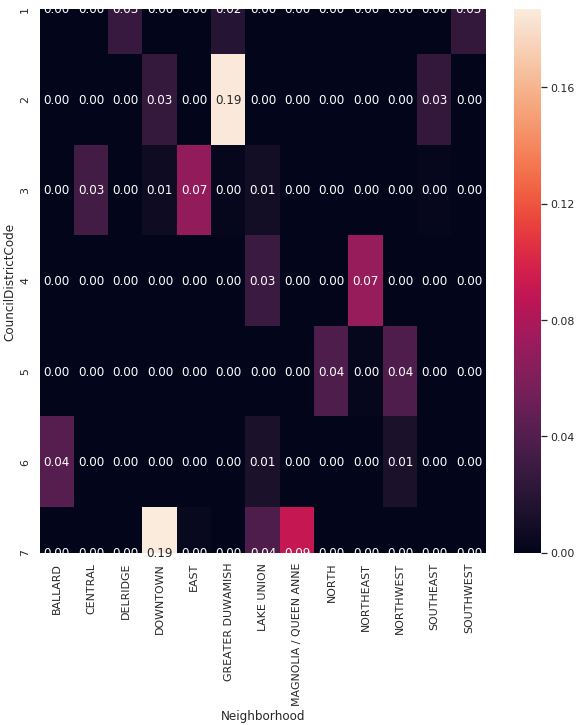 1 0.00 0.00 0.03 0.00 0.00 0.02 0.00 0.00 0.00 0.00 0.00 0.00 0.03
2 0.00 0.00 0.00 0.03 0.00 0.19 0.00 0.00 0.00 0.00 0.00 0.03 0.00
3 0.00 0.03 0.00 0.01 0.07 0.00 0.01 0.00 0.00 0.00 0.00 0.00 0.00
4 0.00 0.00 0.00 0.00 0.00 0.00 0.03 0.00 0.00 0.07 0.00 0.00 0.00
5 0.00 0.00 0.00 0.00 0.00 0.00 0.00 0.00 0.04 0.00 0.04 0.00 0.00
6 0.04 0.00 0.00 0.00 0.00 0.00 0.01 0.00 0.00 0.00 0.01 0.00 0.00
7 0.00 0.00 0.00 0.19 0.00 0.00 0.04 0.09 0.00 0.00 0.00 0.00 0.00
CouncilDistrictCode
BALLARD
CENTRAL
DELRIDGE
DOWNTOWN
EAST
GREATER DUWAMISH
LAKE UNION
MAGNOLIA / QUEEN ANNE
NORTH
NORTHEAST
NORTHWEST
SOUTHEAST
SOUTHWEST
Neighborhood
0.16
0.12
0.08
0.04
0.00